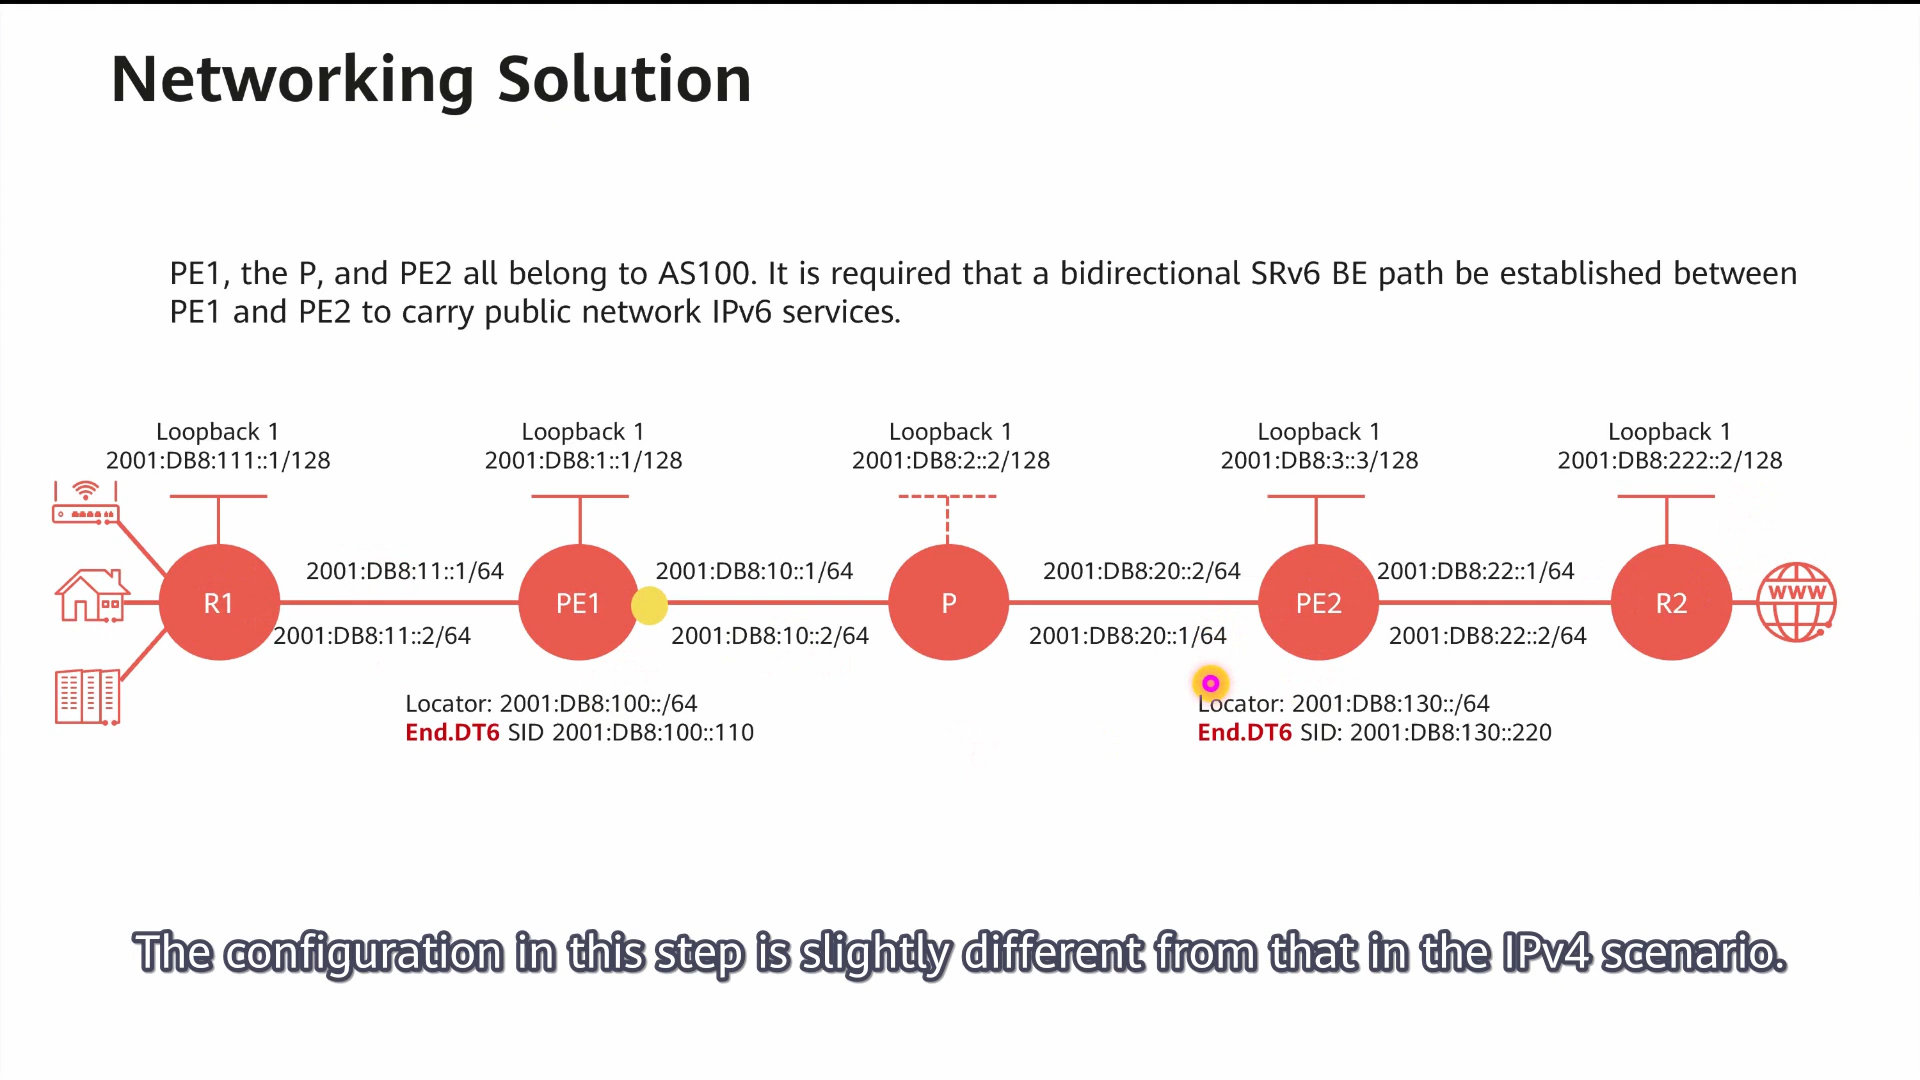 Networking Solution
PE1, the P, and PE2 all belong to AS100. It is required that a bidirectional SRv6 BE path be established between
PE1 and PE2 to carry public network IPv6 services.
Loopback 1
2001:DB8:111::1/128
Loopback 1
2001:DB8:1::1/128
Loopback 1
2001:DB8:2::2/128
Loopback 1
2001:DB8:3::3/128
Loopback 1
2001:DB8:222::2/128
R1
2001:DB8:11::1/64
2001:DB8:11::2/64
PE1
2001:DB8:10::1/64
2001:DB8:10::2/64
P
2001:DB8:20::2/64
2001:DB8:20::1/64
PE2
2001:DB8:22::1/64
2001:DB8:22::2/64
R2
WWW
Locator: 2001:DB8:100::/64
End.DT6 SID 2001:DB8:100::110
Locator: 2001:DB8:130::/64
End.DT6 SID: 2001:DB8:130::220
The configuration in this step is slightly different from that in the IPv4 scenario.